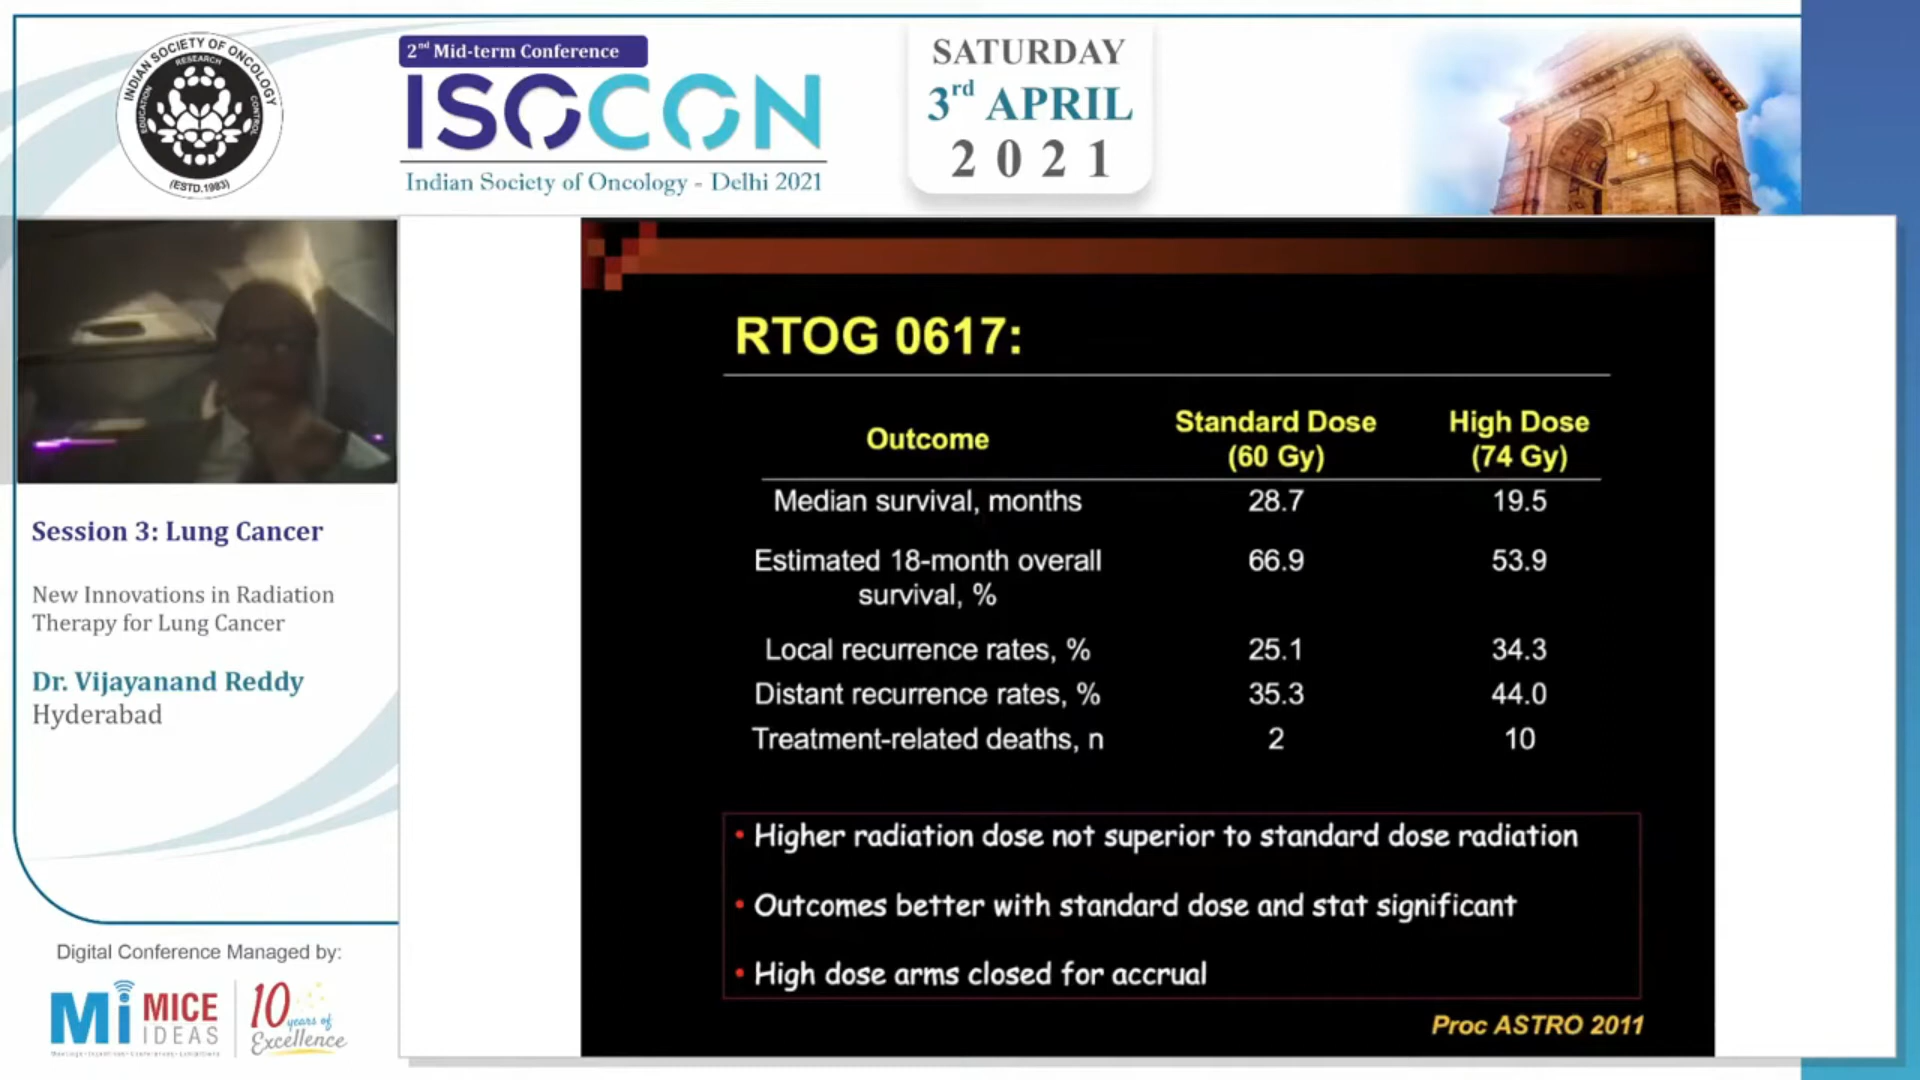 INDIAN SOCIETY OF ONCOLOGY
RESEARCH
EDUCATION
CONTROL
(ESTD.1983)
2nd Mid-term Conference
ISOCON
Indian Society of Oncology - Delhi 2021
SATURDAY
3rd APRIL
2021
Session 3: Lung Cancer
New Innovations in Radiation
Therapy for Lung Cancer
Dr. Vijayanand Reddy
Hyderabad
Digital Conference Managed by:
Mi MICE
IDEAS
10
years of
Excellence
RTOG 0617:
Outcome Standard Dose (60 Gy) High Dose (74 Gy)
Median survival, months 28.7 19.5
Estimated 18-month overall 66.9 53.9
survival, %
Local recurrence rates, % 25.1 34.3
Distant recurrence rates, % 35.3 44.0
Treatment-related deaths, n 2 10
• Higher radiation dose not superior to standard dose radiation
• Outcomes better with standard dose and stat significant
• High dose arms closed for accrual
Proc ASTRO 2011